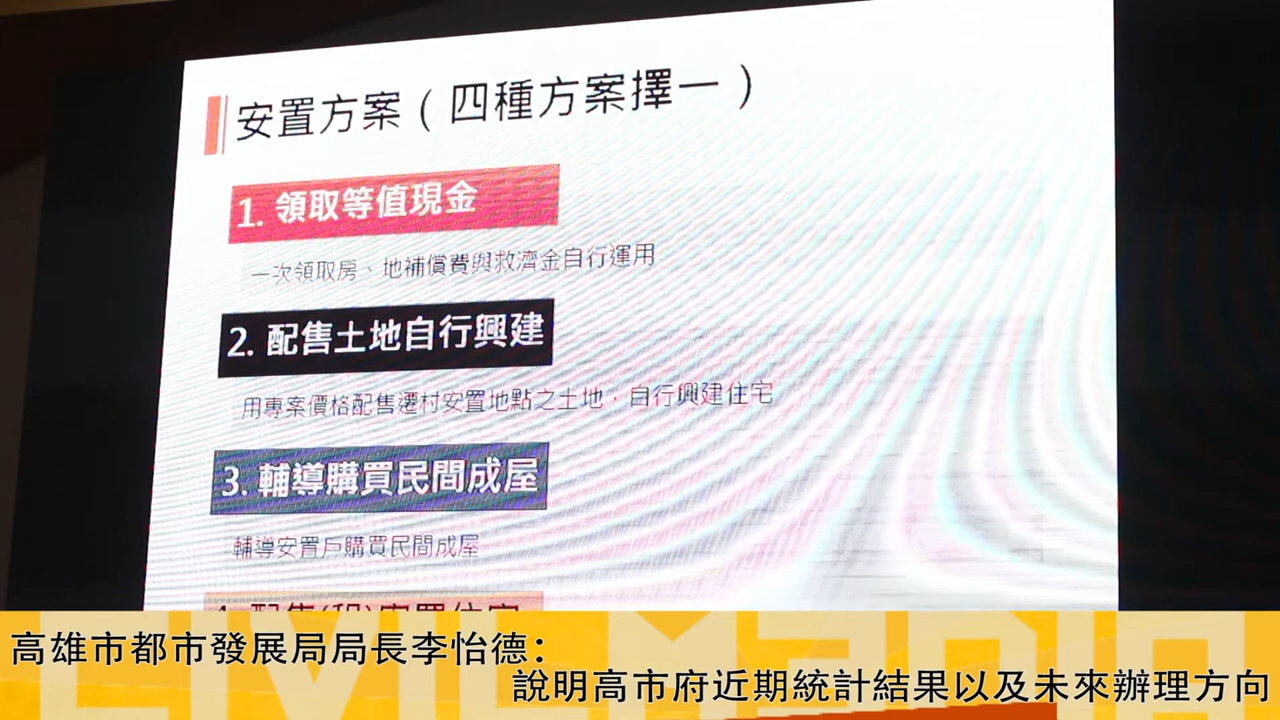 安置方案（四種方案擇一）
1. 領取等值現金
一次領取房、地補償費與救濟金自行運用
2. 配售土地自行興建
用專案價格配售遷村安置地點之土地，自行興建住宅
3. 輔導購買民間成屋
輔導安置戶購買民間成屋
高雄市都市發展局局長李怡德：
說明高市府近期統計結果以及未來辦理方向